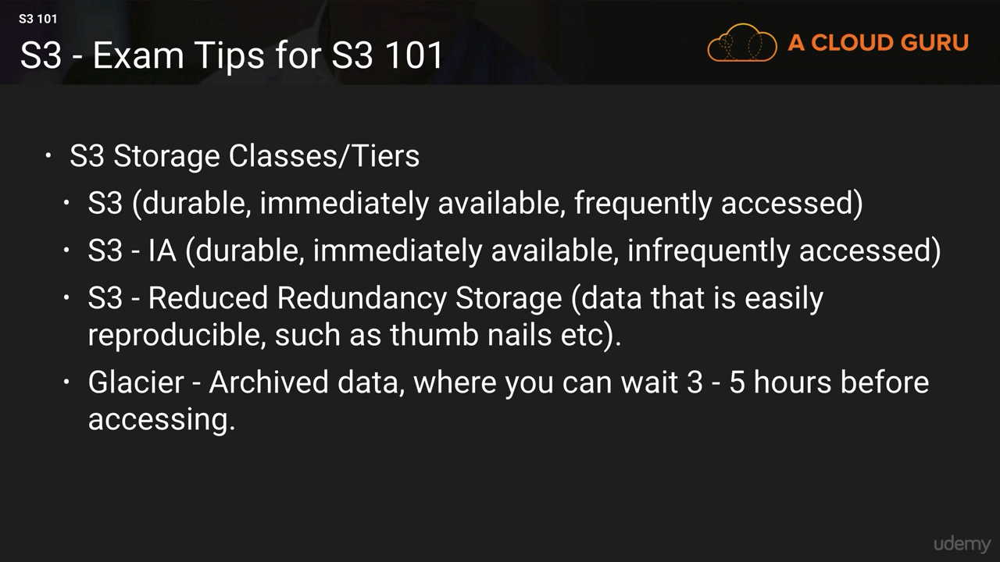 S3 101
S3 - Exam Tips for S3 101
A CLOUD GURU
• S3 Storage Classes/Tiers
• S3 (durable, immediately available, frequently accessed)
• S3 - IA (durable, immediately available, infrequently accessed)
• S3 - Reduced Redundancy Storage (data that is easily
reproducible, such as thumb nails etc).
• Glacier - Archived data, where you can wait 3 - 5 hours before
accessing.
udemy